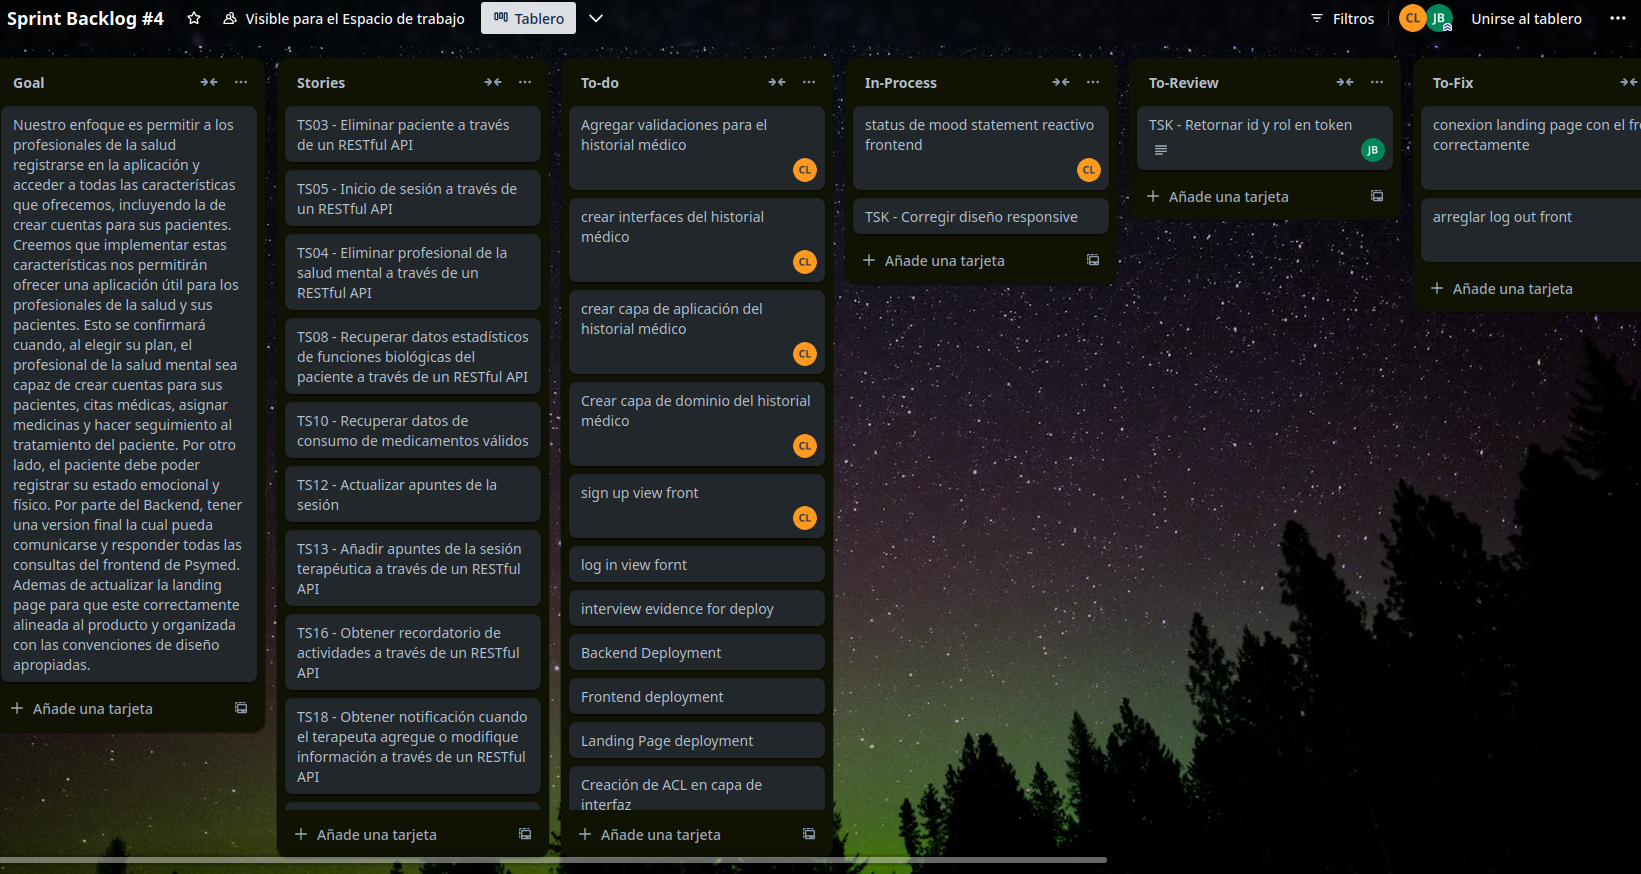 Sprint Backlog #4
Visible para el Espacio de trabajo
Tablero
Filtros
CL
JB
Unirse al tablero
Goal
Nuestro enfoque es permitir a los
profesionales de la salud
registrarse en la aplicación y
acceder a todas las características
que ofrecemos, incluyendo la de
crear cuentas para sus pacientes.
Creemos que implementar estas
características nos permitirán
ofrecer una aplicación útil para los
profesionales de la salud y sus
pacientes. Esto se confirmará
cuando, al elegir su plan, el
profesional de la salud mental sea
capaz de crear cuentas para sus
pacientes, citas médicas, asignar
medicinas y hacer seguimiento al
tratamiento del paciente. Por otro
lado, el paciente debe poder
registrar su estado emocional y
físico. Por parte del Backend, tener
una version final la cual pueda
comunicarse y responder todas las
consultas del frontend de Psymed.
Ademas de actualizar la landing
page para que este correctamente
alineada al producto y organizada
con las convenciones de diseño
apropiadas.
Añade una tarjeta
Stories
TS03 - Eliminar paciente a través
de un RESTful API
TS05 - Inicio de sesión a través de
un RESTful API
TS04 - Eliminar profesional de la
salud mental a través de un
RESTful API
TS08 - Recuperar datos estadísticos
de funciones biológicas del
paciente a través de un RESTful API
TS10 - Recuperar datos de
consumo de medicamentos válidos
TS12 - Actualizar apuntes de la
sesión
TS13 - Añadir apuntes de la sesión
terapéutica a través de un RESTful
API
TS16 - Obtener recordatorio de
actividades a través de un RESTful
API
TS18 - Obtener notificación cuando
el terapeuta agregue o modifique
información a través de un RESTful
API
Añade una tarjeta
To-do
Agregar validaciones para el
historial médico
CL
crear interfaces del historial
médico
CL
crear capa de aplicación del
historial médico
CL
Crear capa de dominio del historial
médico
CL
sign up view front
CL
log in view fornt
interview evidence for deploy
Backend Deployment
Frontend deployment
Landing Page deployment
Creación de ACL en capa de
interfaz
Añade una tarjeta
In-Process
status de mood statement reactivo
frontend
CL
TSK - Corregir diseño responsive
Añade una tarjeta
To-Review
TSK - Retornar id y rol en token
JB
Añade una tarjeta
To-Fix
conexion landing page con el fr
correctamente
arreglar log out front
Añade una tarjeta